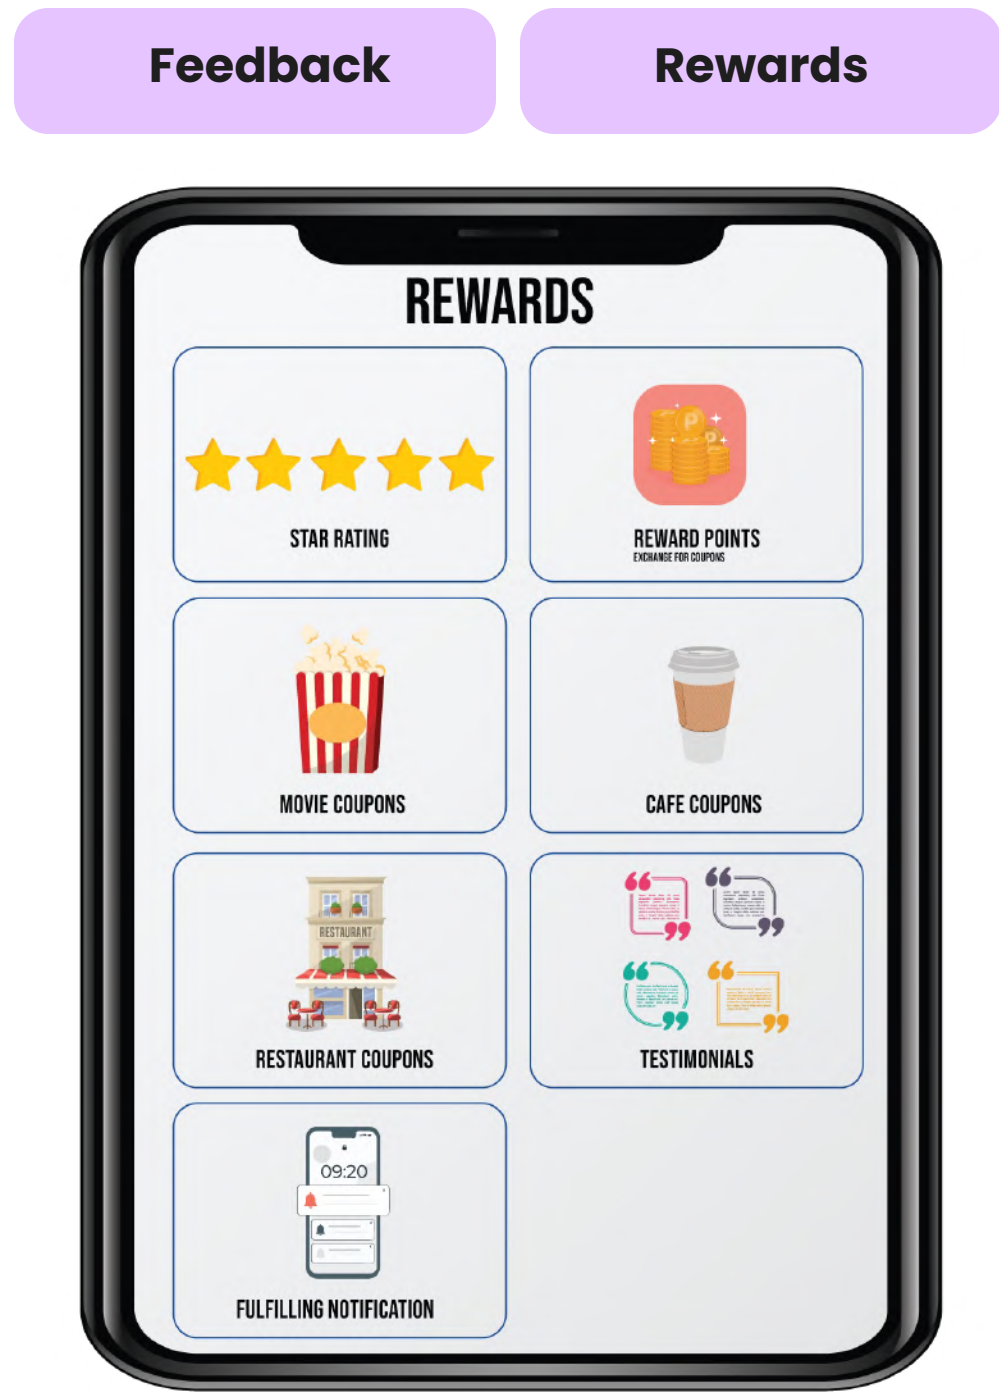 Feedback
Rewards
REWARDS
STAR RATING
REWARD POINTS
EXCHANGE FOR COUPONS
MOVIE COUPONS
CAFE COUPONS
RESTAURANT
RESTAURANT COUPONS
TESTIMONIALS
09:20
FULFILLING NOTIFICATION